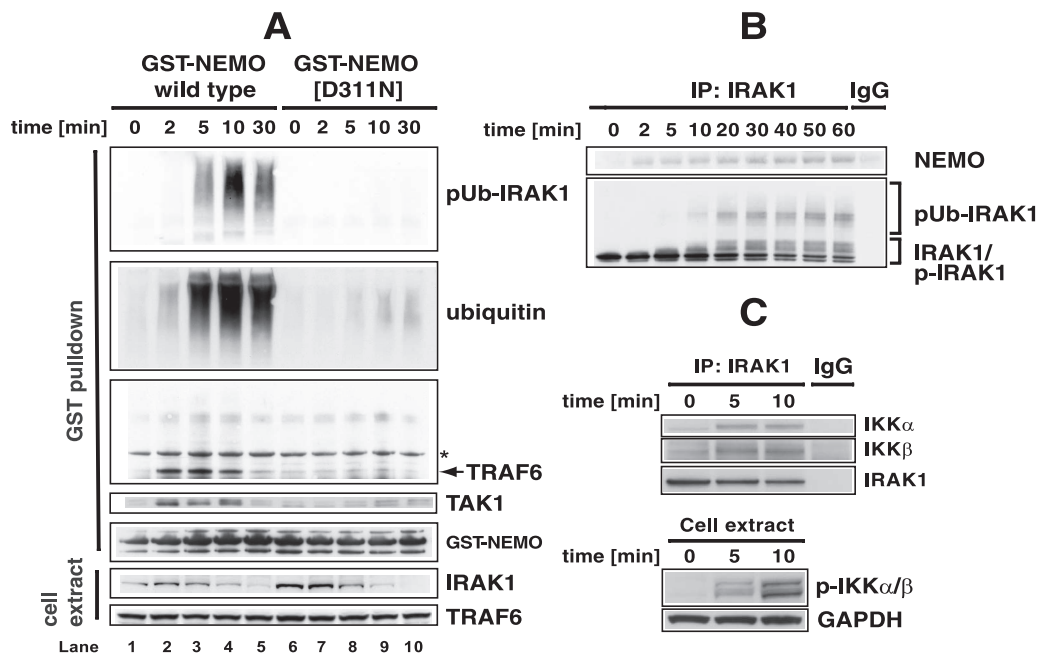 A
GST-NEMO wild type
GST-NEMO [D311N]
time [min] 0 2 5 10 30 0 2 5 10 30
GST pulldown
pUb-IRAK1
ubiquitin
*
TRAF6
TAK1
GST-NEMO
cell extract
IRAK1
TRAF6
Lane 1 2 3 4 5 6 7 8 9 10
B
IP: IRAK1 IgG
time [min] 0 2 5 10 20 30 40 50 60
NEMO
pUb-IRAK1
IRAK1/
p-IRAK1
C
IP: IRAK1 IgG
time [min] 0 5 10
IKKα
IKKβ
IRAK1
Cell extract
time [min] 0 5 10
p-IKKα/β
GAPDH